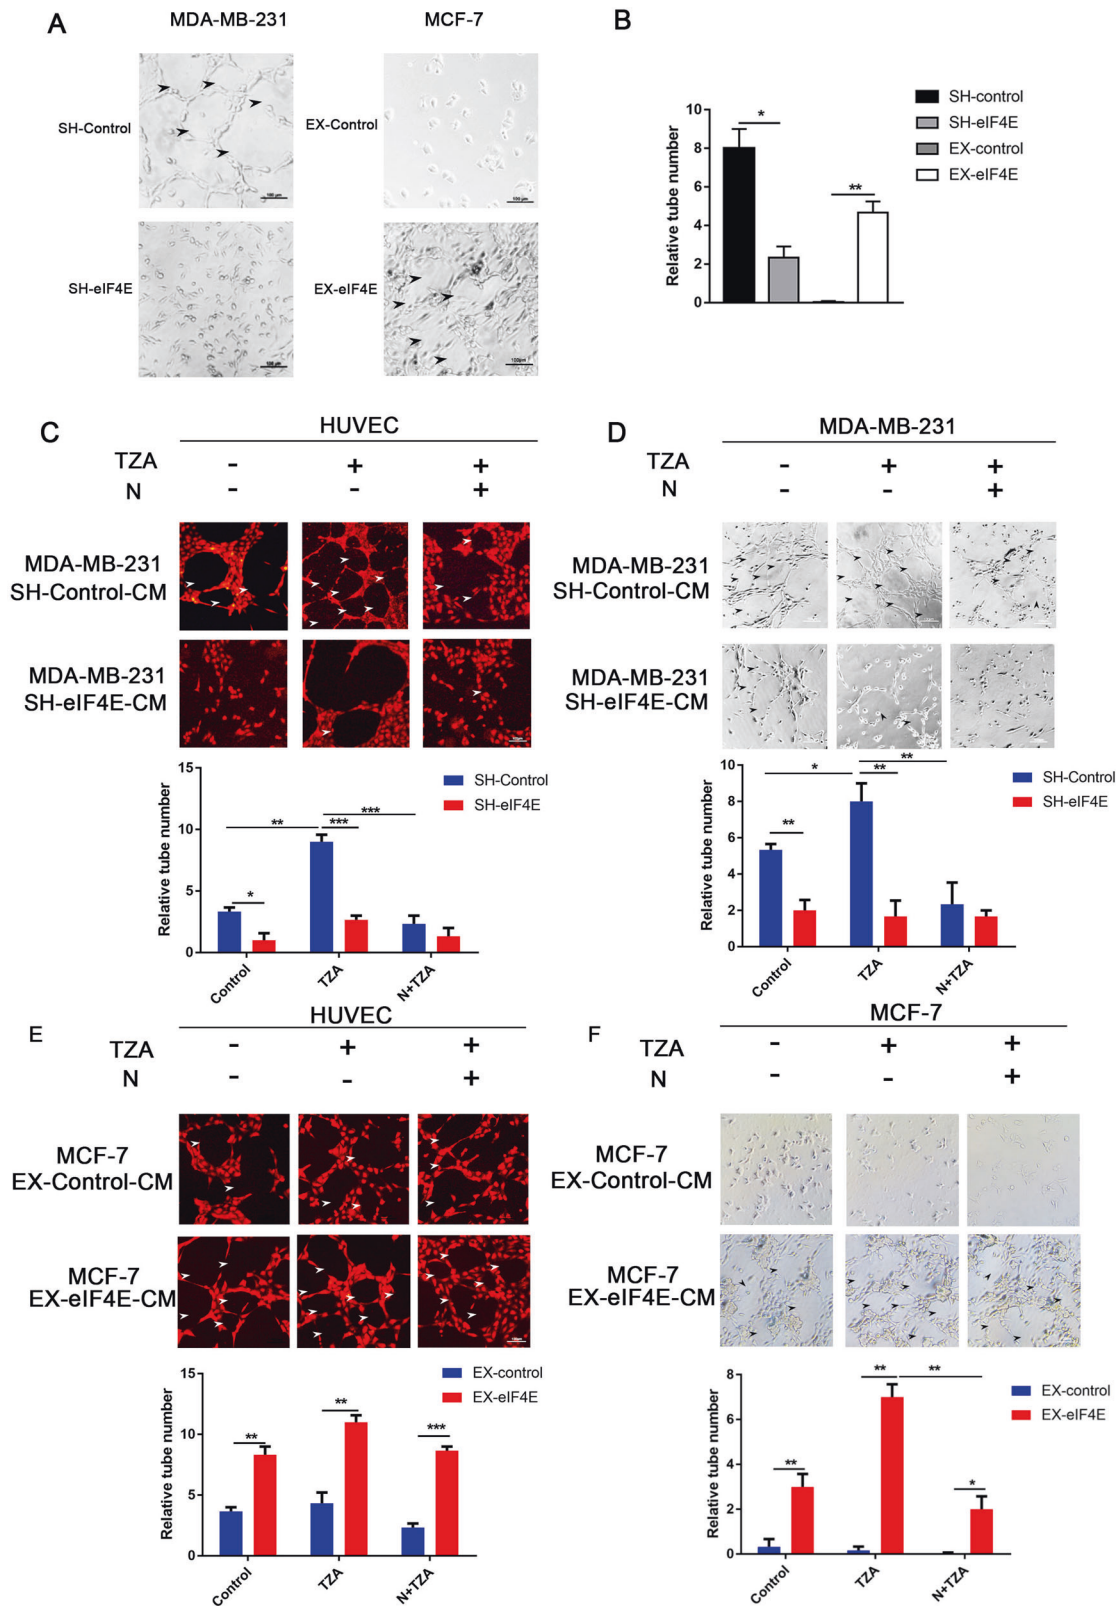 A
MDA-MB-231
MCF-7
SH-Control
EX-Control
100 μm
100 μm
SH-eIF4E
EX-eIF4E
100 μm
100μm
B
Relative tube number
10
8
6
4
2
0
*
**
SH-control
SH-eIF4E
EX-control
EX-eIF4E
C
HUVEC
TZA
- + +
N
- - +
MDA-MB-231
SH-Control-CM
MDA-MB-231
SH-eIF4E-CM
Relative tube number
15
10
5
0
*
**
***
***
SH-Control
SH-eIF4E
Control
TZA
N+TZA
D
MDA-MB-231
TZA
- + +
N
- - +
MDA-MB-231
SH-Control-CM
MDA-MB-231
SH-eIF4E-CM
Relative tube number
10
8
6
4
2
0
**
*
**
**
SH-Control
SH-eIF4E
Control
TZA
N+TZA
E
HUVEC
TZA
- + +
N
- - +
MCF-7
EX-Control-CM
MCF-7
EX-eIF4E-CM
Relative tube number
15
10
5
0
**
**
***
EX-control
EX-eIF4E
Control
TZA
N+TZA
F
MCF-7
TZA
- + +
N
- - +
MCF-7
EX-Control-CM
MCF-7
EX-eIF4E-CM
Relative tube number
8
6
4
2
0
**
**
**
*
EX-control
EX-eIF4E
Control
TZA
N+TZA